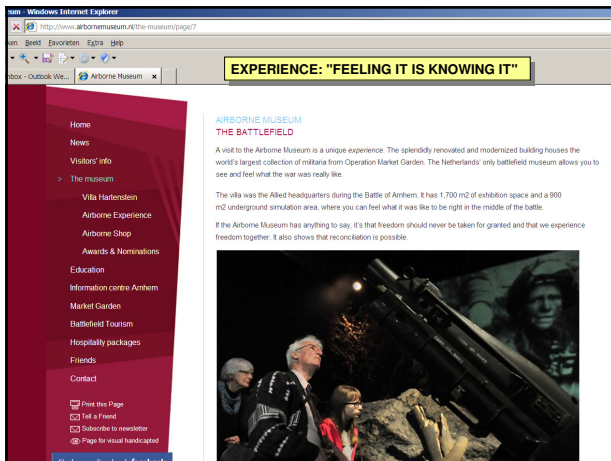 eum - Windows Internet Explorer
http://www.airbornemuseum.nl/the-museum/page/7
ken Beeld Favorieten Extra Help
nbox - Outlook We... Airborne Museum x
EXPERIENCE: "FEELING IT IS KNOWING IT"
Home
News
Visitors' info
> The museum
Villa Hartenstein
Airborne Experience
Airborne Shop
Awards & Nominations
Education
Information centre Arnhem
Market Garden
Battlefield Tourism
Hospitality packages
Friends
Contact
Print this Page
Tell a Friend
Subscribe to newsletter
Page for visual handicapped
AIRBORNE MUSEUM
THE BATTLEFIELD
A visit to the Airborne Museum is a unique experience. The splendidly renovated and modernized building houses the
world's largest collection of militaria from Operation Market Garden. The Netherlands' only battlefield museum allows you to
see and feel what the war was really like.
The villa was the Allied headquarters during the Battle of Arnhem. It has 1,700 m2 of exhibition space and a 900
m2 underground simulation area, where you can feel what it was like to be right in the middle of the battle.
If the Airborne Museum has anything to say, it's that freedom should never be taken for granted and that we experience
freedom together. It also shows that reconciliation is possible.